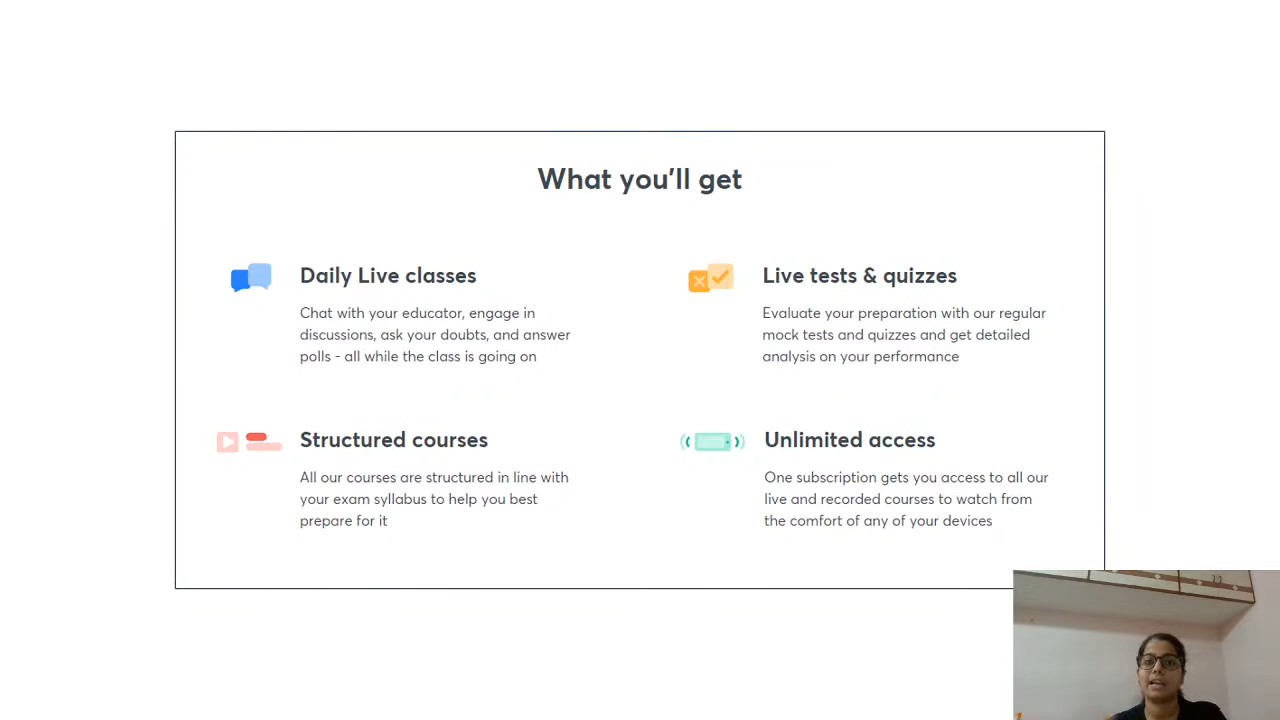 What you'll get
Daily Live classes
Chat with your educator, engage in
discussions, ask your doubts, and answer
polls - all while the class is going on
Live tests & quizzes
Evaluate your preparation with our regular
mock tests and quizzes and get detailed
analysis on your performance
Structured courses
All our courses are structured in line with
your exam syllabus to help you best
prepare for it
Unlimited access
One subscription gets you access to all our
live and recorded courses to watch from
the comfort of any of your devices